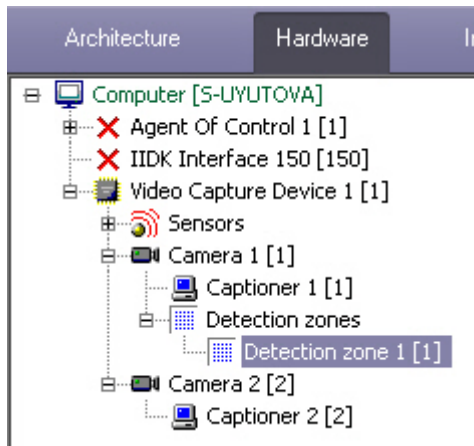 Architecture Hardware
Computer [S-UYUTOVA]
Agent Of Control 1 [1]
IIDK Interface 150 [150]
Video Capture Device 1 [1]
Sensors
Camera 1 [1]
Captioner 1 [1]
Detection zones
Detection zone 1 [1]
Camera 2 [2]
Captioner 2 [2]